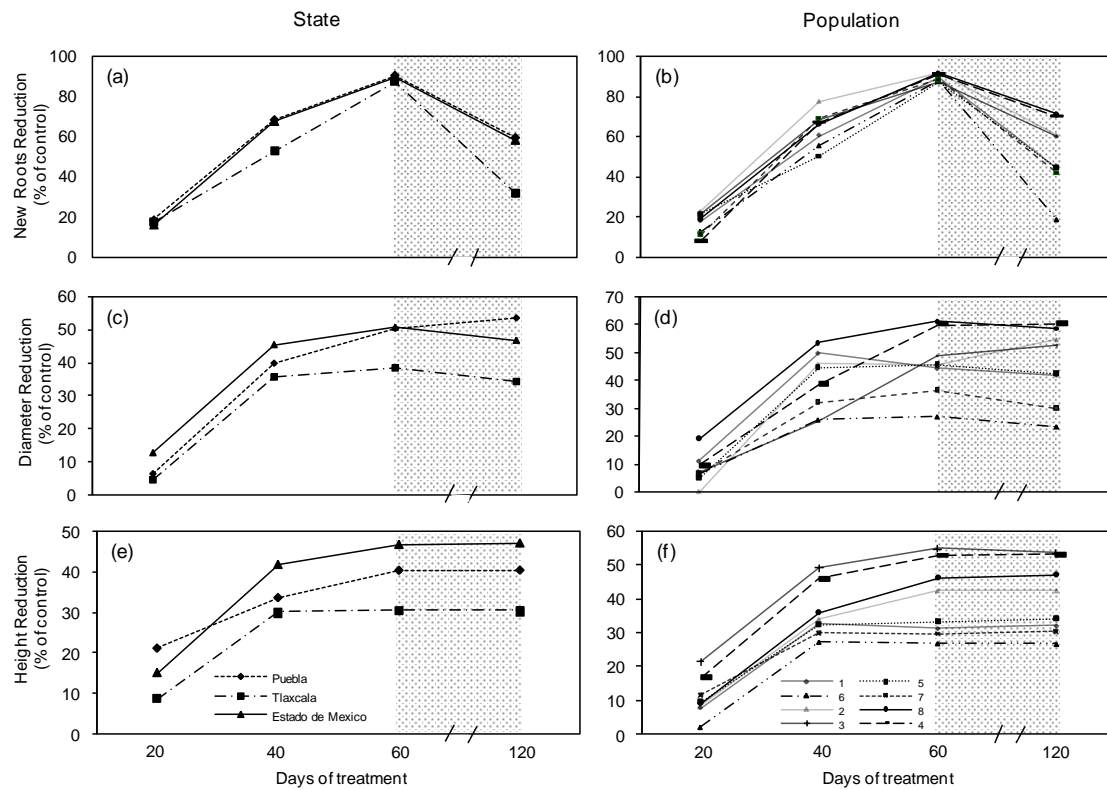 State
Population
New Roots Reduction
(% of control)
(a)
100
80
60
40
20
0
(b)
100
80
60
40
20
0
Diameter Reduction
(% of control)
(c)
60
50
40
30
20
10
0
(d)
70
60
50
40
30
20
10
0
Height Reduction
(% of control)
(e)
50
40
30
20
10
0
Puebla
Tlaxcala
Estado de Mexico
20 40 60 120
Days of treatment
(f)
60
50
40
30
20
10
0
1 5
6 7
2 8
3 4
20 40 60 120
Days of treatment